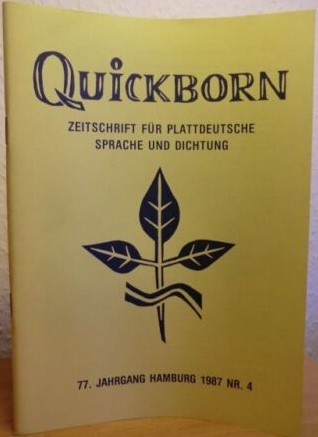 QUiCKBORN
ZEITSCHRIFT FÜR PLATTDEUTSCHE
SPRACHE UND DICHTUNG
77. JAHRGANG HAMBURG 1987 NR. 4